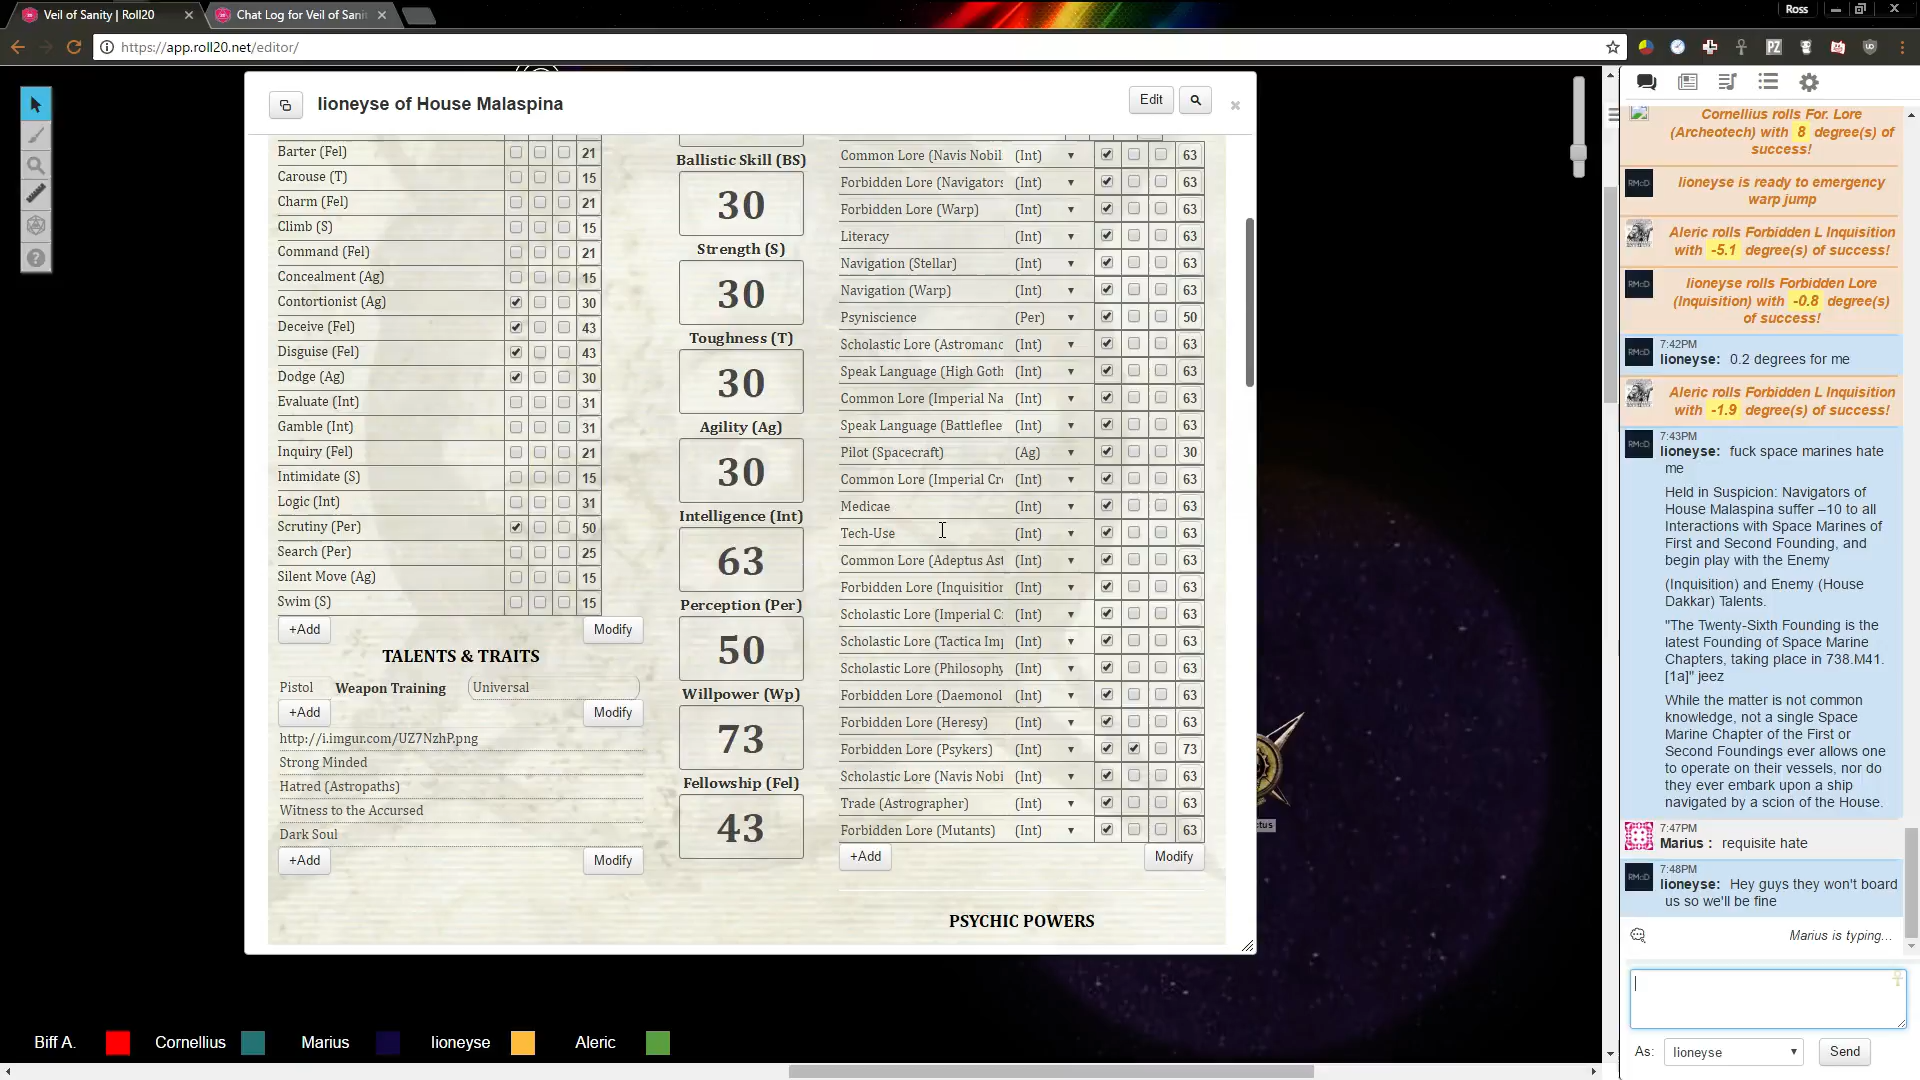 Veil of Sanity | Roll20
Chat Log for Veil of Sani
Ross
https://app.roll20.net/editor/
lioneyse of House Malaspina
Edit
Barter (Fel) 21
Carouse (T) 15
Charm (Fel) 21
Climb (S) 15
Command (Fel) 21
Concealment (Ag) 15
Contortionist (Ag) 30
Deceive (Fel) 43
Disguise (Fel) 43
Dodge (Ag) 30
Evaluate (Int) 31
Gamble (Int) 31
Inquiry (Fel) 21
Intimidate (S) 15
Logic (Int) 31
Scrutiny (Per) 50
Search (Per) 25
Silent Move (Ag) 15
Swim (S) 15
+Add Modify
TALENTS & TRAITS
Pistol Weapon Training Universal
+Add Modify
http://i.imgur.com/UZ7NzhP.png
Strong Minded
Hatred (Astropaths)
Witness to the Accursed
Dark Soul
+Add Modify
Ballistic Skill (BS)
30
Strength (S)
30
Toughness (T)
30
Agility (Ag)
30
Intelligence (Int)
63
Perception (Per)
50
Willpower (Wp)
73
Fellowship (Fel)
43
Common Lore (Navis Nobil (Int) 63
Forbidden Lore (Navigators (Int) 63
Forbidden Lore (Warp) (Int) 63
Literacy (Int) 63
Navigation (Stellar) (Int) 63
Navigation (Warp) (Int) 63
Psyniscience (Per) 50
Scholastic Lore (Astromanc (Int) 63
Speak Language (High Goth (Int) 63
Common Lore (Imperial Na (Int) 63
Speak Language (Battleflee (Int) 63
Pilot (Spacecraft) (Ag) 30
Common Lore (Imperial Cr (Int) 63
Medicae (Int) 63
Tech-Use (Int) 63
Common Lore (Adeptus Ast (Int) 63
Forbidden Lore (Inquisition (Int) 63
Scholastic Lore (Imperial C (Int) 63
Scholastic Lore (Tactica Imp (Int) 63
Scholastic Lore (Philosophy (Int) 63
Forbidden Lore (Daemonol (Int) 63
Forbidden Lore (Heresy) (Int) 63
Forbidden Lore (Psykers) (Int) 73
Scholastic Lore (Navis Nobi (Int) 63
Trade (Astrographer) (Int) 63
Forbidden Lore (Mutants) (Int) 63
+Add Modify
PSYCHIC POWERS
ctus
Biff A. Cornellius Marius lioneyse Aleric
Cornellius rolls For. Lore
(Archeotech) with 8 degree(s) of
success!
RMcD
lioneyse is ready to emergency
warp jump
Aleric rolls Forbidden L Inquisition
with -5.1 degree(s) of success!
RMcD
lioneyse rolls Forbidden Lore
(Inquisition) with -0.8 degree(s)
of success!
7:42PM
RMcD
lioneyse: 0.2 degrees for me
Aleric rolls Forbidden L Inquisition
with -1.9 degree(s) of success!
7:43PM
RMcD
lioneyse: fuck space marines hate
me
Held in Suspicion: Navigators of
House Malaspina suffer –10 to all
Interactions with Space Marines of
First and Second Founding, and
begin play with the Enemy
(Inquisition) and Enemy (House
Dakkar) Talents.
"The Twenty-Sixth Founding is the
latest Founding of Space Marine
Chapters, taking place in 738.M41.
[1a]" jeez
While the matter is not common
knowledge, not a single Space
Marine Chapter of the First or
Second Foundings ever allows one
to operate on their vessels, nor do
they ever embark upon a ship
navigated by a scion of the House.
7:47PM
Marius : requisite hate
7:48PM
RMcD
lioneyse: Hey guys they won't board
us so we'll be fine
Marius is typing...
As: lioneyse Send